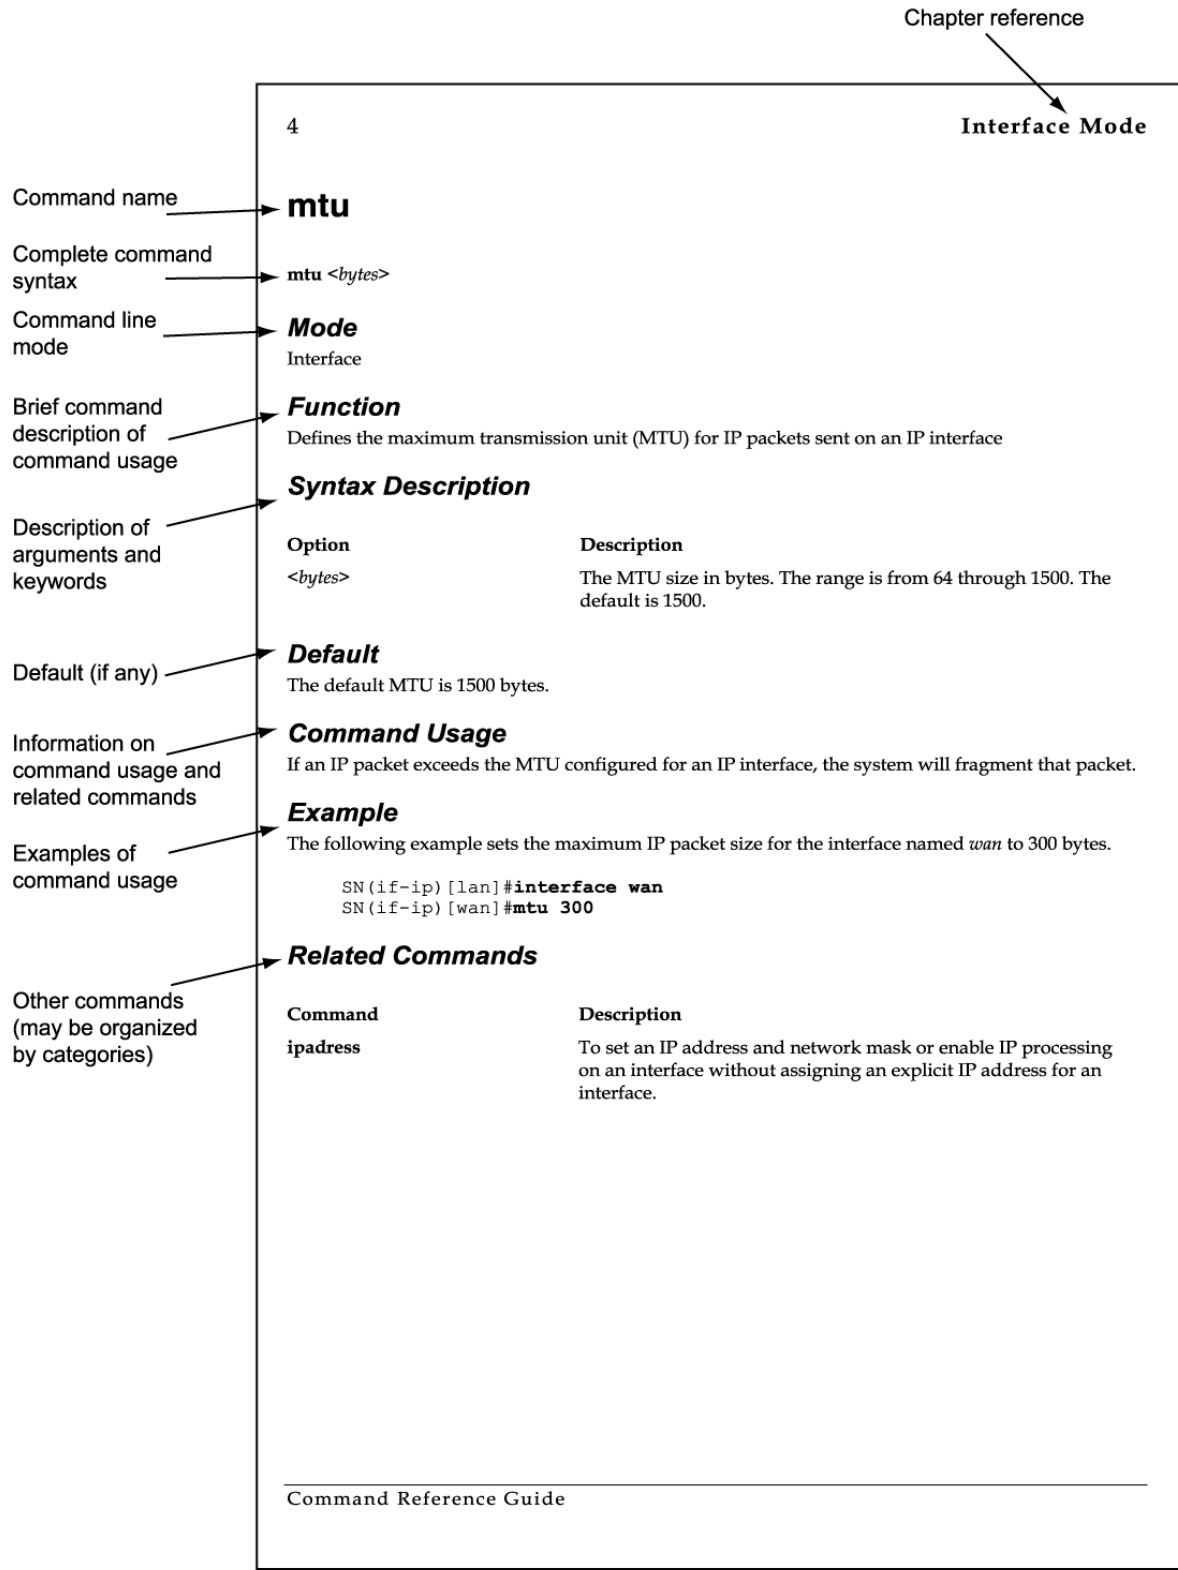 Chapter reference
4
Interface Mode
Command name
mtu
Complete command
syntax
mtu <bytes>
Command line
mode
Mode
Interface
Brief command
description of
command usage
Function
Defines the maximum transmission unit (MTU) for IP packets sent on an IP interface
Syntax Description
Description of
arguments and
keywords
Option
Description
<bytes>
The MTU size in bytes. The range is from 64 through 1500. The
default is 1500.
Default (if any)
Default
The default MTU is 1500 bytes.
Information on
command usage and
related commands
Command Usage
If an IP packet exceeds the MTU configured for an IP interface, the system will fragment that packet.
Examples of
command usage
Example
The following example sets the maximum IP packet size for the interface named wan to 300 bytes.
SN(if-ip)[lan]#interface wan
SN(if-ip)[wan]#mtu 300
Related Commands
Other commands
(may be organized
by categories)
Command
Description
ipadress
To set an IP address and network mask or enable IP processing
on an interface without assigning an explicit IP address for an
interface.
Command Reference Guide